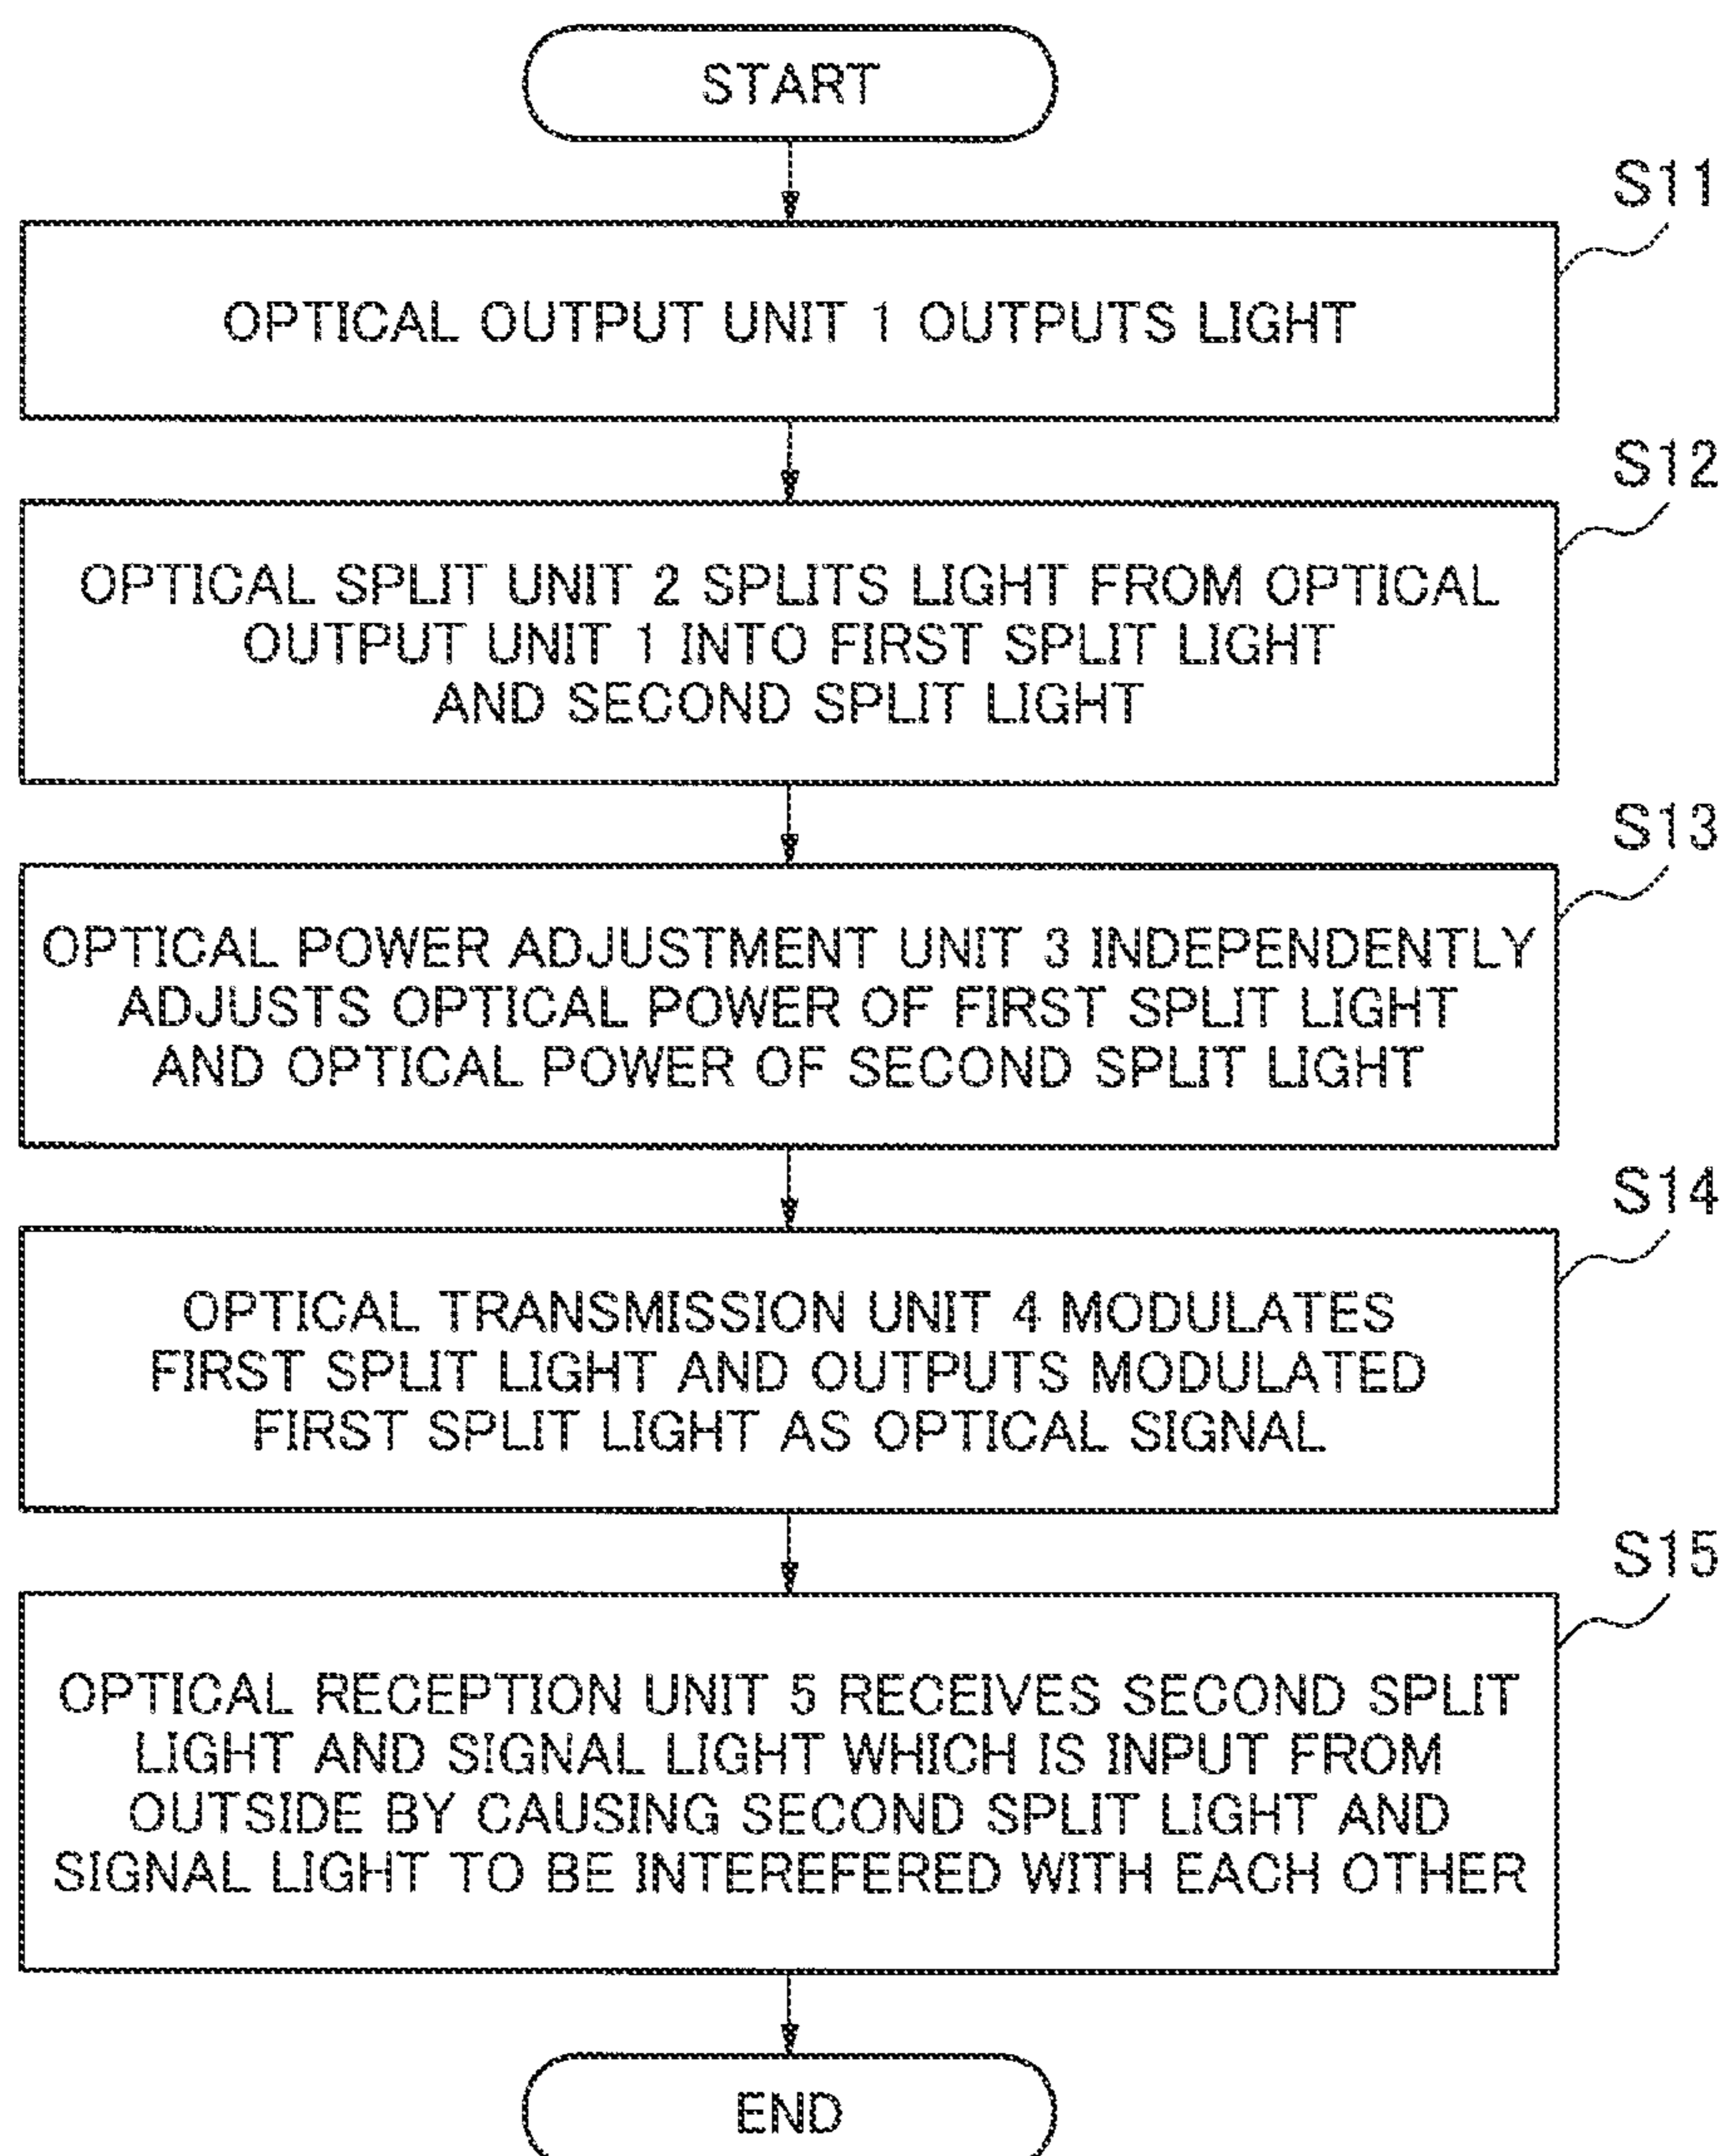 START
S11
OPTICAL OUTPUT UNIT 1 OUTPUTS LIGHT
S12
OPTICAL SPLIT UNIT 2 SPLITS LIGHT FROM OPTICAL
OUTPUT UNIT 1 INTO FIRST SPLIT LIGHT
AND SECOND SPLIT LIGHT
S13
OPTICAL POWER ADJUSTMENT UNIT 3 INDEPENDENTLY
ADJUSTS OPTICAL POWER OF FIRST SPLIT LIGHT
AND OPTICAL POWER OF SECOND SPLIT LIGHT
S14
OPTICAL TRANSMISSION UNIT 4 MODULATES
FIRST SPLIT LIGHT AND OUTPUTS MODULATED
FIRST SPLIT LIGHT AS OPTICAL SIGNAL
S15
OPTICAL RECEPTION UNIT 5 RECEIVES SECOND SPLIT
LIGHT AND SIGNAL LIGHT WHICH IS INPUT FROM
OUTSIDE BY CAUSING SECOND SPLIT LIGHT AND
SIGNAL LIGHT TO BE INTEREFERED WITH EACH OTHER
END